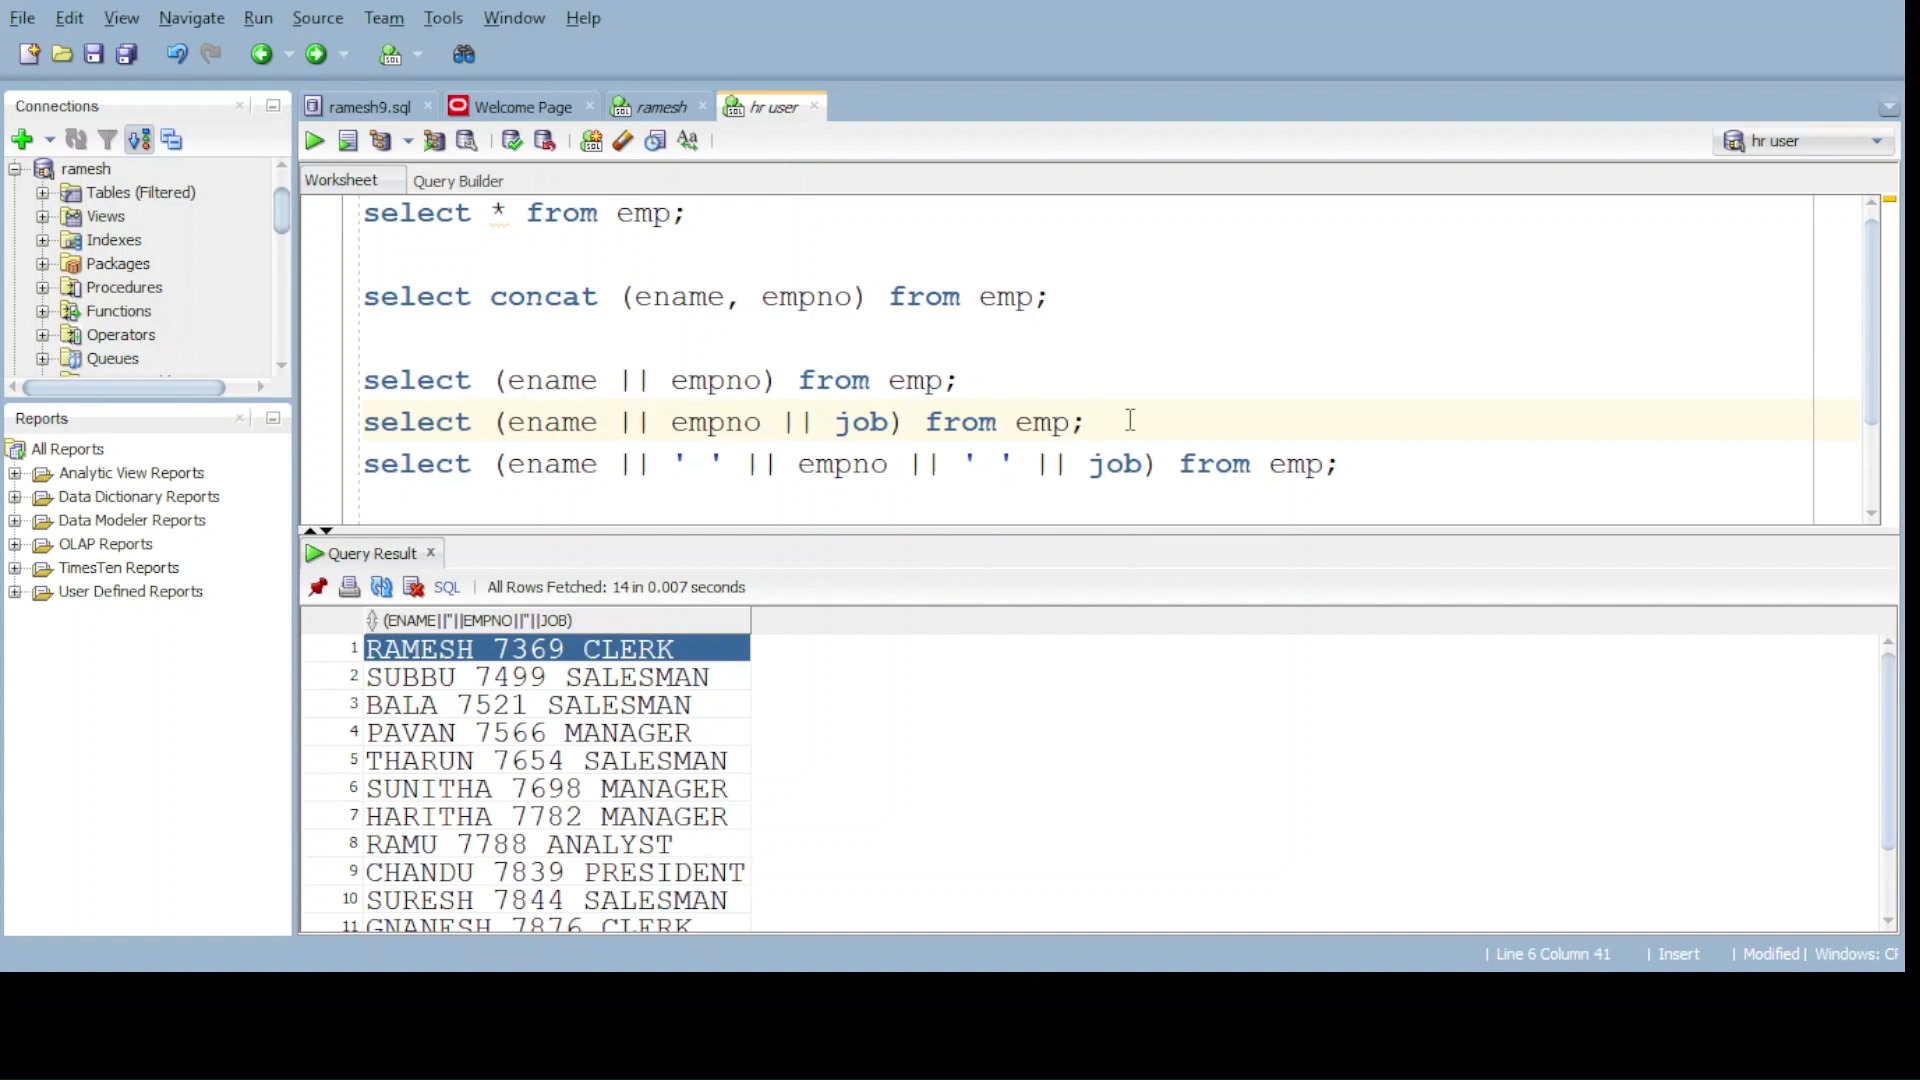 File Edit View Navigate Run Source Team Tools Window Help
Connections
ramesh9.sql
Welcome Page
ramesh
hr user
hr user
ramesh
Tables (Filtered)
Views
Indexes
Packages
Procedures
Functions
Operators
Queues
Worksheet
Query Builder
select * from emp;
select concat (ename, empno) from emp;
select (ename || empno) from emp;
select (ename || empno || job) from emp;
select (ename || ' ' || empno || ' ' || job) from emp;
Reports
All Reports
Analytic View Reports
Data Dictionary Reports
Data Modeler Reports
OLAP Reports
TimesTen Reports
User Defined Reports
Query Result
SQL | All Rows Fetched: 14 in 0.007 seconds
(ENAME||''||EMPNO||''||JOB)
1 RAMESH 7369 CLERK
2 SUBBU 7499 SALESMAN
3 BALA 7521 SALESMAN
4 PAVAN 7566 MANAGER
5 THARUN 7654 SALESMAN
6 SUNITHA 7698 MANAGER
7 HARITHA 7782 MANAGER
8 RAMU 7788 ANALYST
9 CHANDU 7839 PRESIDENT
10 SURESH 7844 SALESMAN
11 GNANESH 7876 CLERK
| Line 6 Column 41 | Insert | Modified | Windows: CR